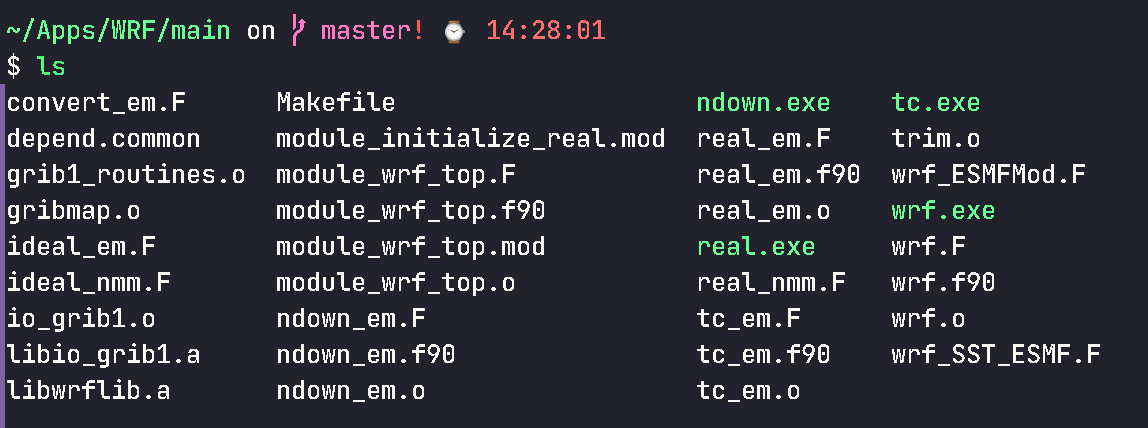 ~/Apps/WRF/main on master! ⌚ 14:28:01
$ ls
convert_em.F Makefile ndown.exe tc.exe
depend.common module_initialize_real.mod real_em.F trim.o
grib1_routines.o module_wrf_top.F real_em.f90 wrf_ESMFMod.F
gribmap.o module_wrf_top.f90 real_em.o wrf.exe
ideal_em.F module_wrf_top.mod real.exe wrf.F
ideal_nmm.F module_wrf_top.o real_nmm.F wrf.f90
io_grib1.o ndown_em.F tc_em.F wrf.o
libio_grib1.a ndown_em.f90 tc_em.f90 wrf_SST_ESMF.F
libwrflib.a ndown_em.o tc_em.o